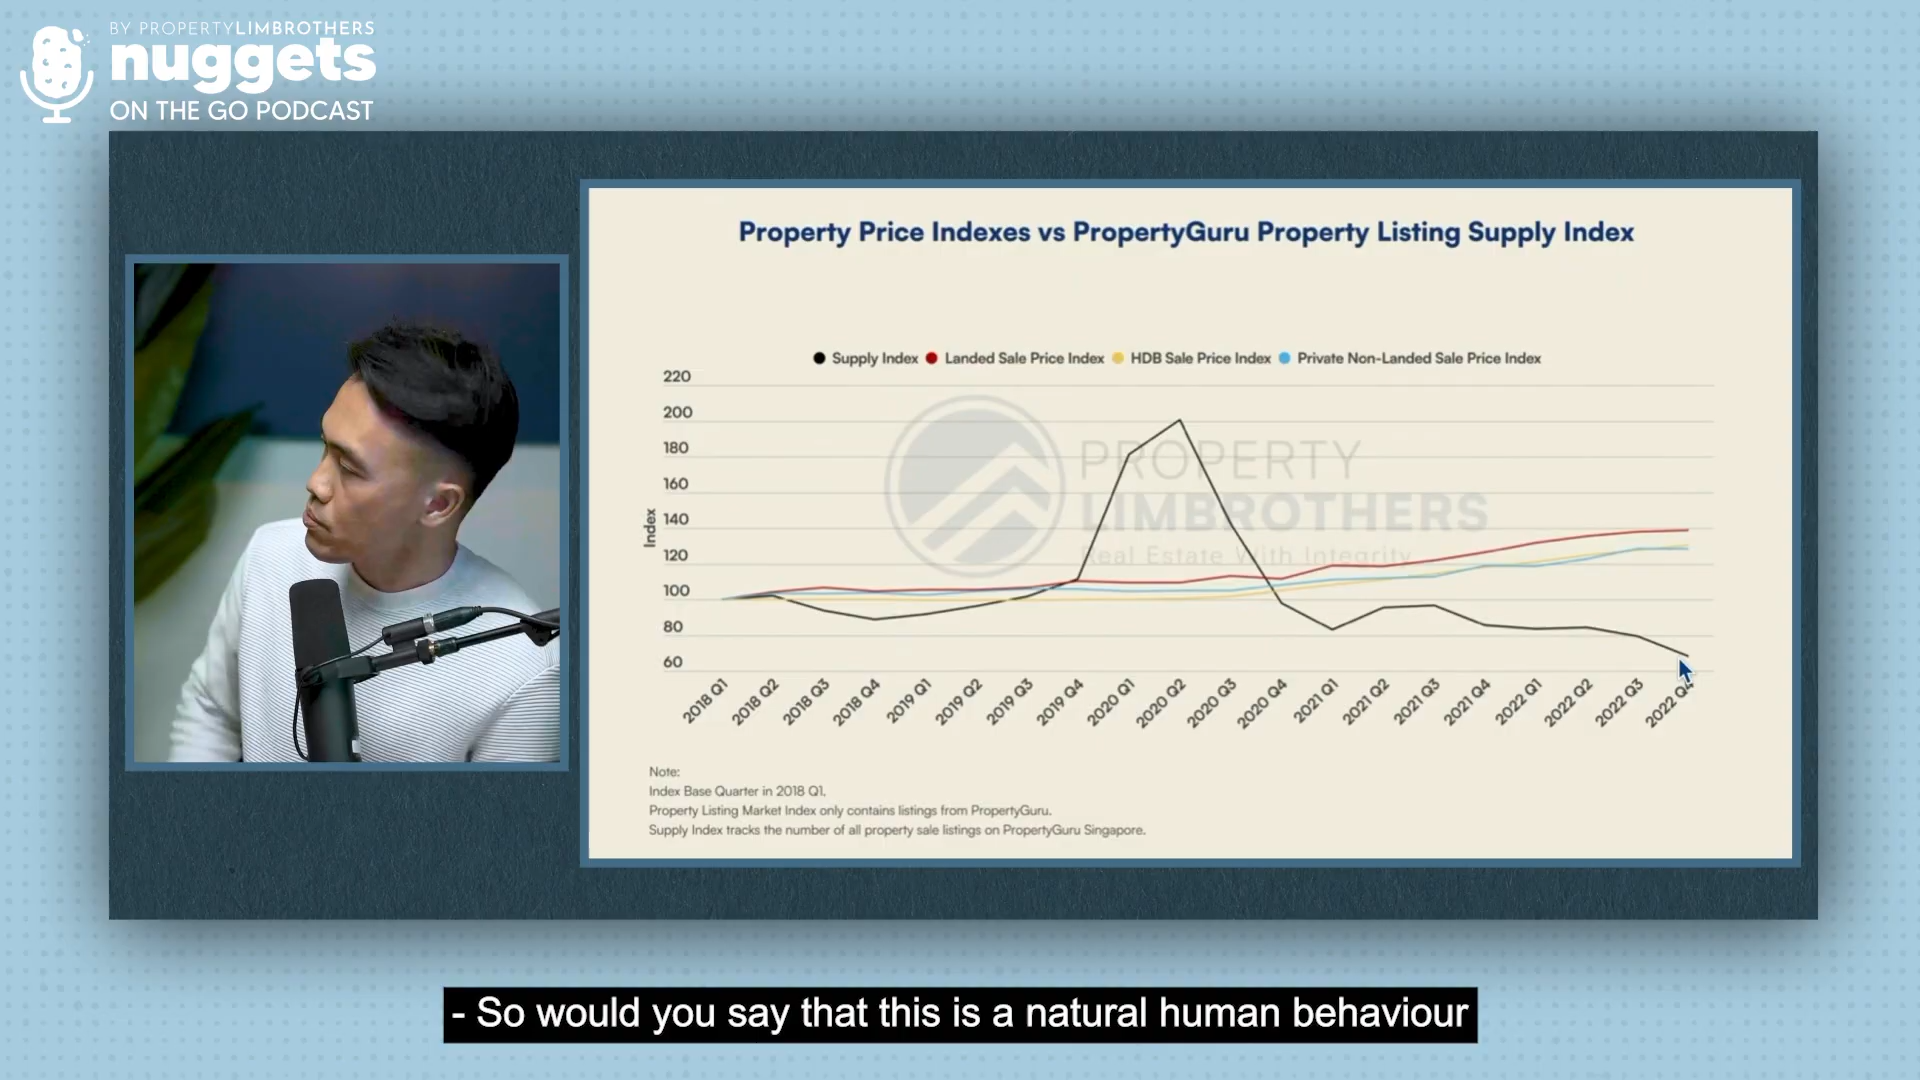 BY PROPERTYLIMBROTHERS
nuggets
ON THE GO PODCAST
Property Price Indexes vs PropertyGuru Property Listing Supply Index
Supply Index Landed Sale Price Index HDB Sale Price Index Private Non-Landed Sale Price Index
220
200
180
160
140
120
100
80
60
Index
PROPERTY
LIMBROTHERS
Real Estate With Integrity
2018 Q1 2018 Q2 2018 Q3 2018 Q4 2019 Q1 2019 Q2 2019 Q3 2019 Q4 2020 Q1 2020 Q2 2020 Q3 2020 Q4 2021 Q1 2021 Q2 2021 Q3 2021 Q4 2022 Q1 2022 Q2 2022 Q3 2022 Q4
Note:
Index Base Quarter in 2018 Q1.
Property Listing Market Index only contains listings from PropertyGuru.
Supply Index tracks the number of all property sale listings on PropertyGuru Singapore.
- So would you say that this is a natural human behaviour